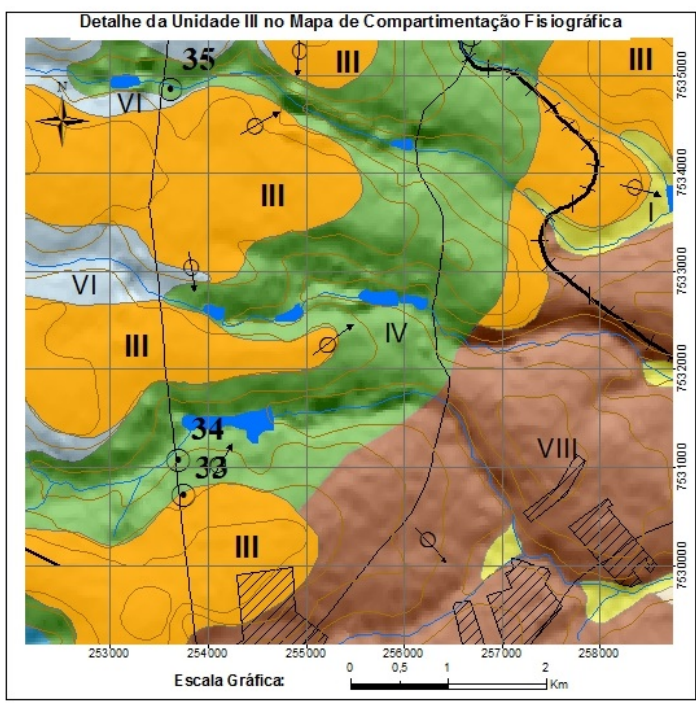 Detalhe da Unidade III no Mapa de Compartimentação Fisiográfica
35
III
III
7535000
N
VI
7534000
III
I
7533000
VI
III
IV
7532000
34
VIII
7531000
33
III
7530000
253000 254000 255000 256000 257000 258000
Escala Gráfica:
0 0,5 1 2
Km